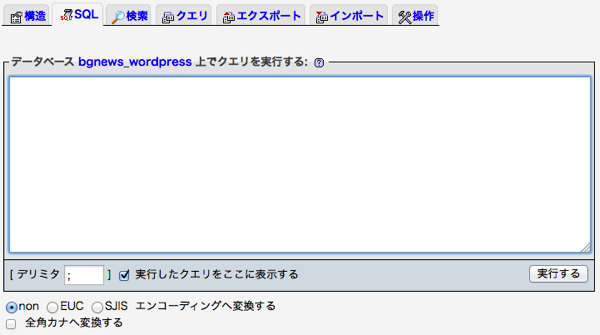 構造 SQL 検索 クエリ エクスポート インポート 操作
データベース bgnews_wordpress 上でクエリを実行する:
[ デリミタ ; ] 実行したクエリをここに表示する 実行する
non EUC SJIS エンコーディングへ変換する
全角カナへ変換する